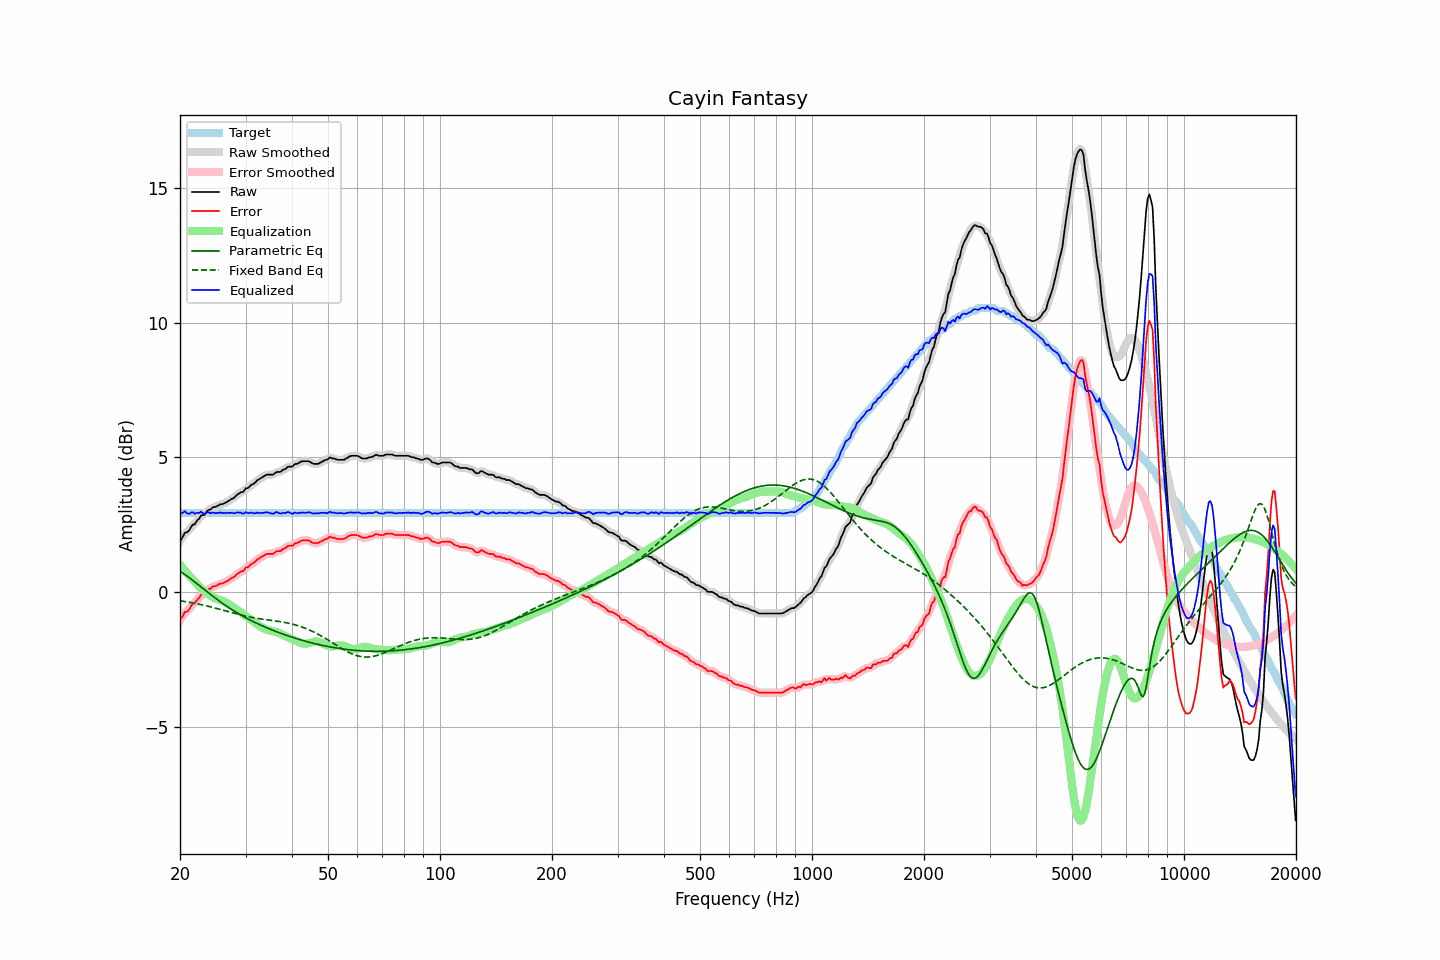 Cayin Fantasy
Target
Raw Smoothed
Error Smoothed
Raw
Error
Equalization
Parametric Eq
Fixed Band Eq
Equalized
Amplitude (dBr)
15
10
5
0
−5
20 50 100 200 500 1000 2000 5000 10000 20000
Frequency (Hz)